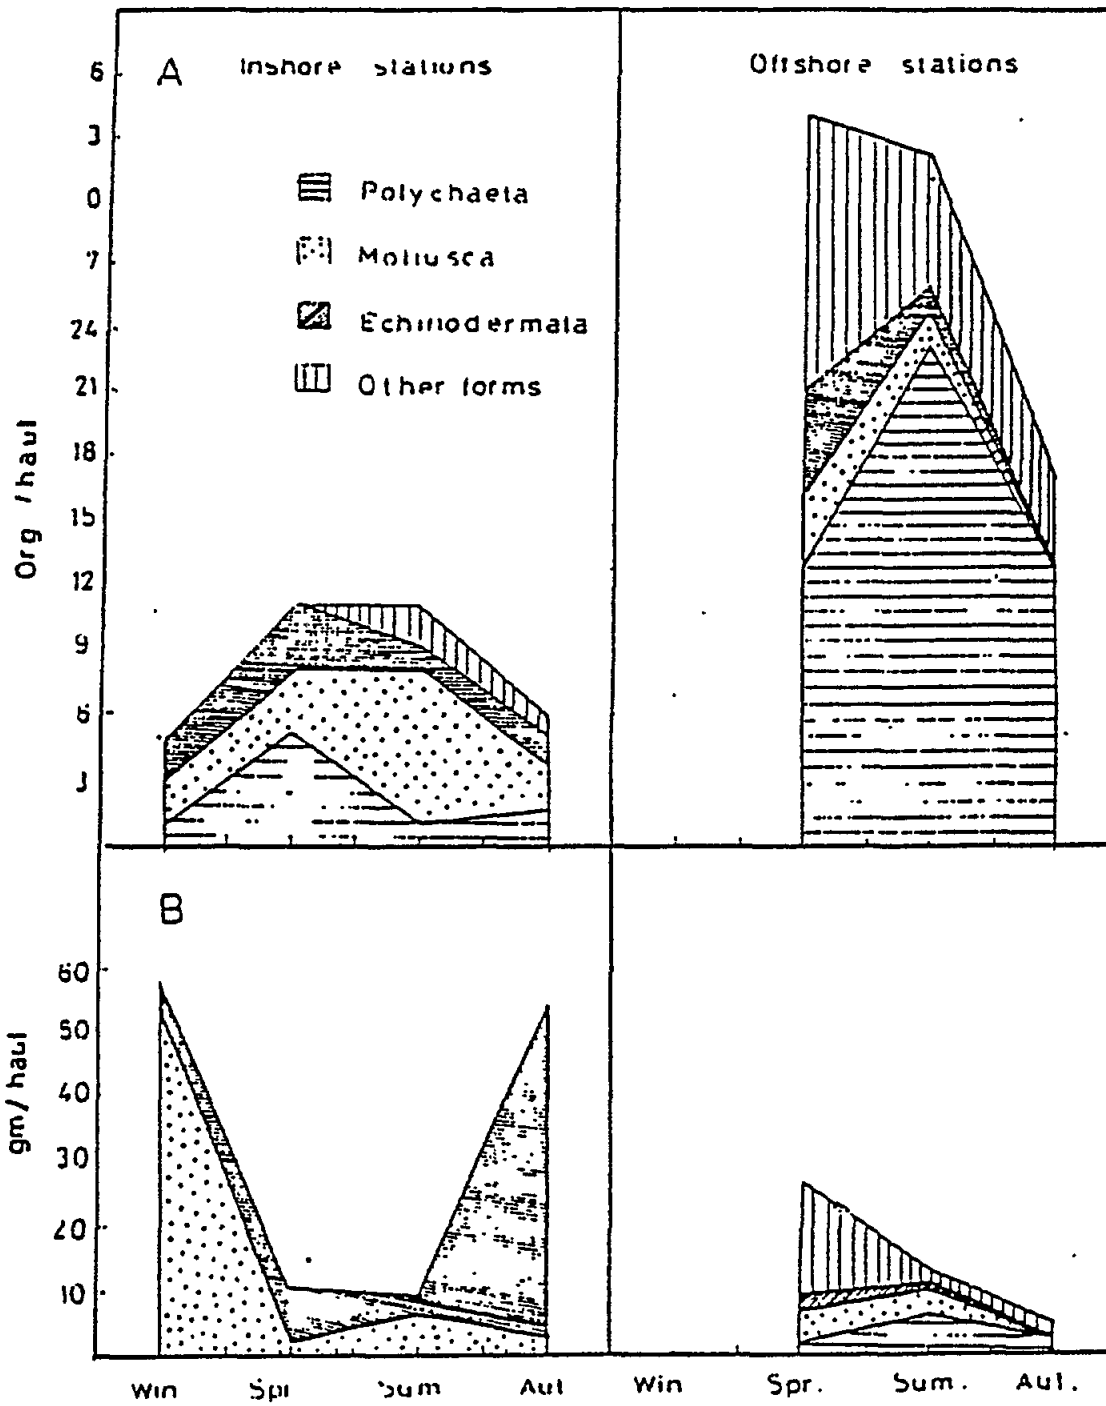 A Inshore stations
Offshore stations
6
3
0
7
24
21
18
15
12
9
6
3
Org /haul
Polychaeta
Mollusca
Echinodermata
Other forms
B
60
50
40
30
20
10
gm/haul
Win Spr Sum Aut Win Spr. Sum. Aut.